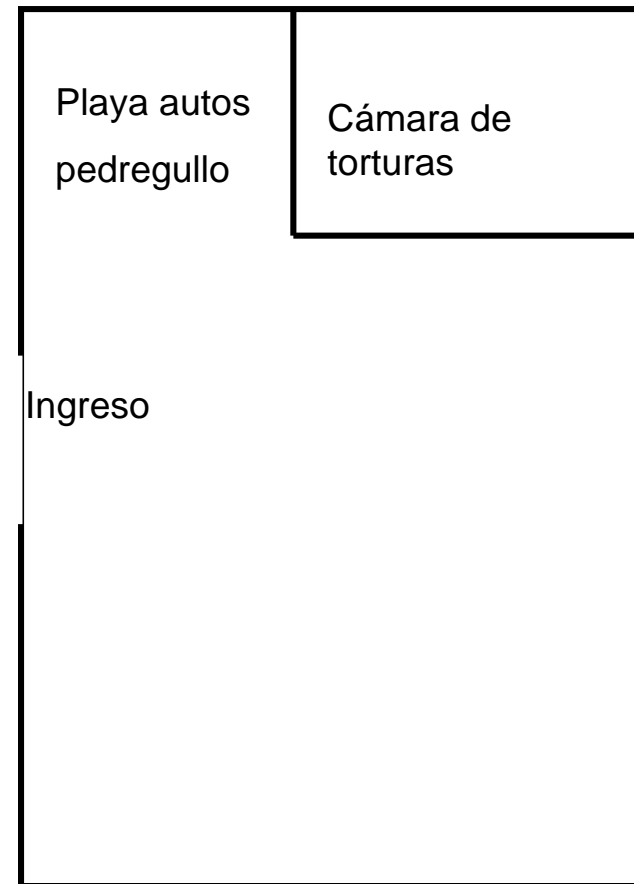 Playa autos
pedregullo
Cámara de
torturas
Ingreso